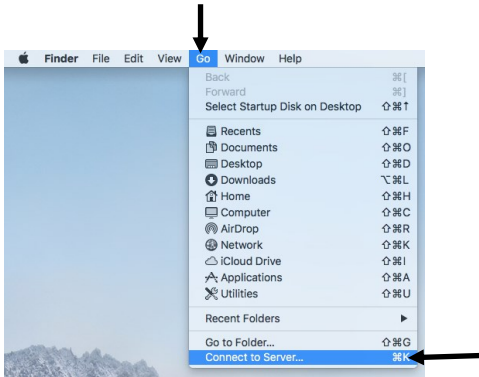 Finder File Edit View Go Window Help
Back ⌘[
Forward ⌘]
Select Startup Disk on Desktop ⇧⌘↑
Recents ⇧⌘F
Documents ⇧⌘O
Desktop ⇧⌘D
Downloads ⌥⌘L
Home ⇧⌘H
Computer ⇧⌘C
AirDrop ⇧⌘R
Network ⇧⌘K
iCloud Drive ⇧⌘I
Applications ⇧⌘A
Utilities ⇧⌘U
Recent Folders
Go to Folder... ⇧⌘G
Connect to Server... ⌘K